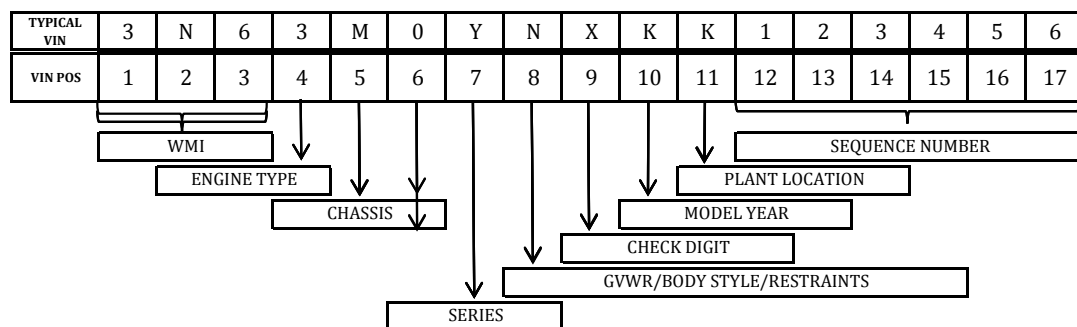 TYPICAL VIN 3 N 6 3 M 0 Y N X K K 1 2 3 4 5 6
VIN POS 1 2 3 4 5 6 7 8 9 10 11 12 13 14 15 16 17
WMI SEQUENCE NUMBER
ENGINE TYPE PLANT LOCATION
CHASSIS MODEL YEAR
CHECK DIGIT
GVWR/BODY STYLE/RESTRAINTS
SERIES